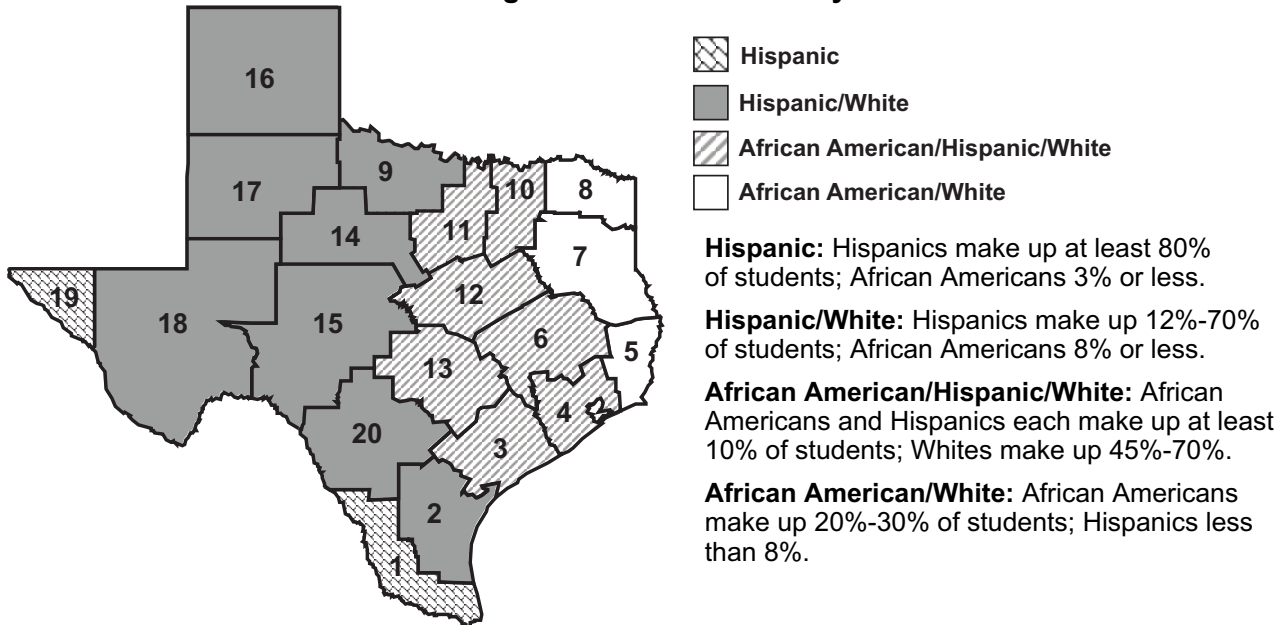 16
Hispanic
Hispanic/White
African American/Hispanic/White
African American/White
9
17
10
8
11
14
7
12
19
18
15
6
5
13
4
20
3
2
1
Hispanic: Hispanics make up at least 80%
of students; African Americans 3% or less.
Hispanic/White: Hispanics make up 12%-70%
of students; African Americans 8% or less.
African American/Hispanic/White: African
Americans and Hispanics each make up at least
10% of students; Whites make up 45%-70%.
African American/White: African Americans
make up 20%-30% of students; Hispanics less
than 8%.